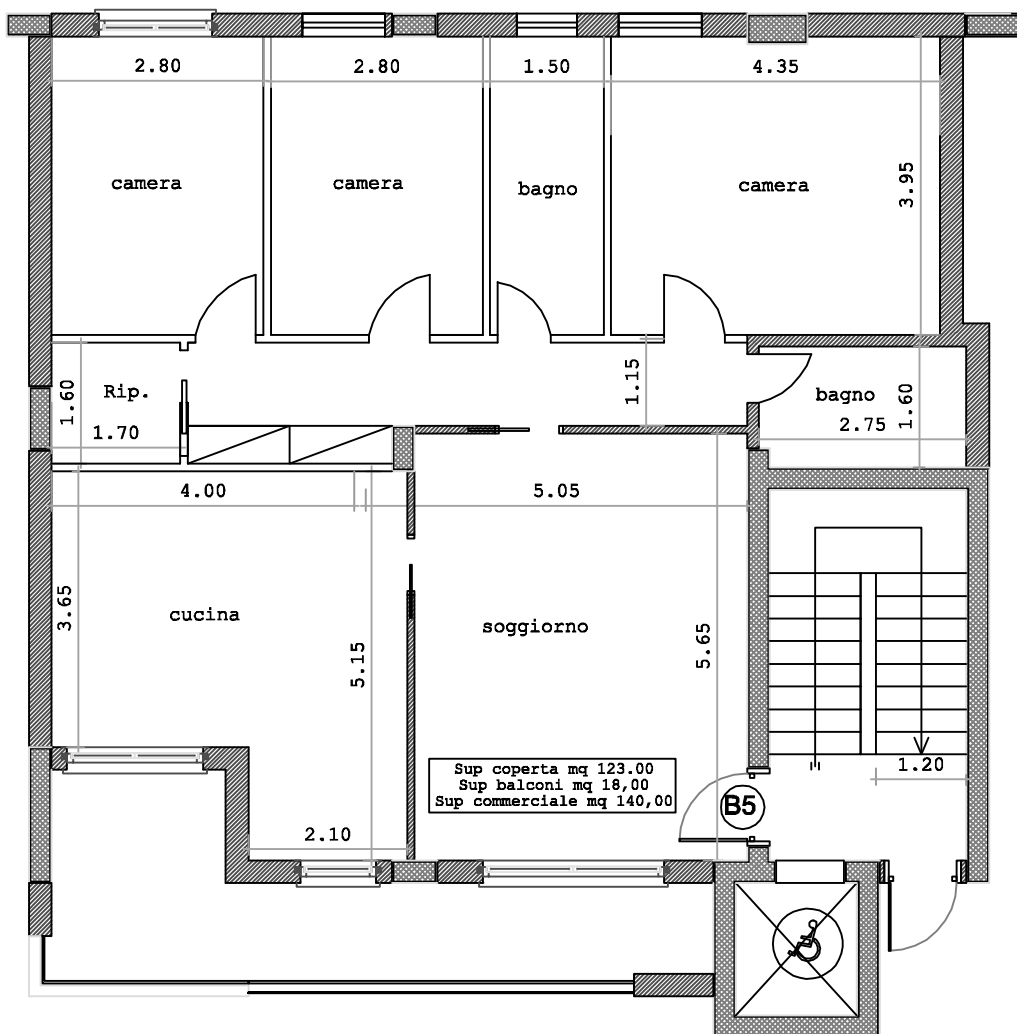 2.80
2.80
1.50
4.35
camera
camera
bagno
camera
3.95
1.60
Rip.
1.70
1.15
bagno
2.75
1.60
4.00
5.05
3.65
cucina
soggiorno
5.15
5.65
Sup coperta mq 123.00
Sup balconi mq 18,00
Sup commerciale mq 140,00
B5
1.20
2.10